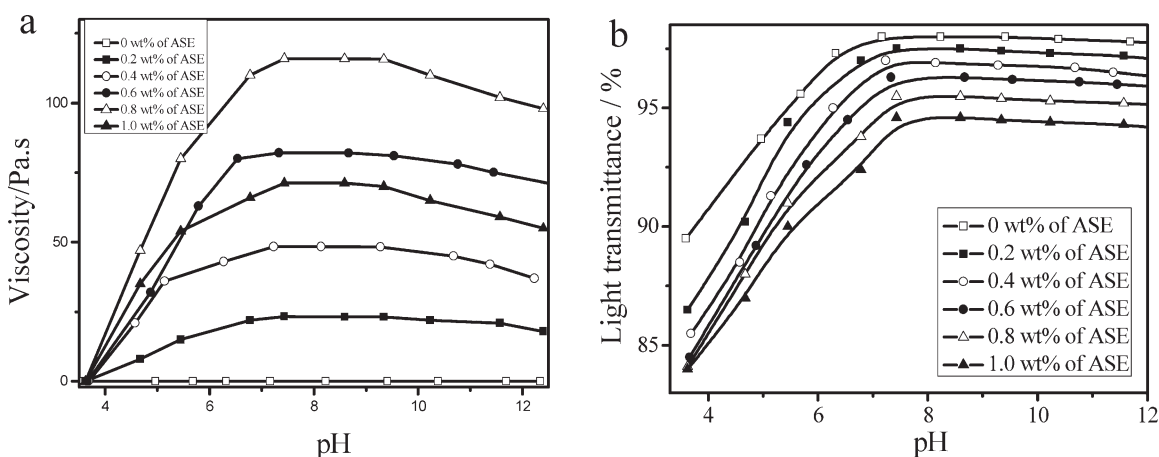 a
Viscosity/Pa.s
100
50
0
0 wt% of ASE
0.2 wt% of ASE
0.4 wt% of ASE
0.6 wt% of ASE
0.8 wt% of ASE
1.0 wt% of ASE
4 6 8 10 12
pH
b
Light transmittance / %
95
90
85
0 wt% of ASE
0.2 wt% of ASE
0.4 wt% of ASE
0.6 wt% of ASE
0.8 wt% of ASE
1.0 wt% of ASE
4 6 8 10 12
pH